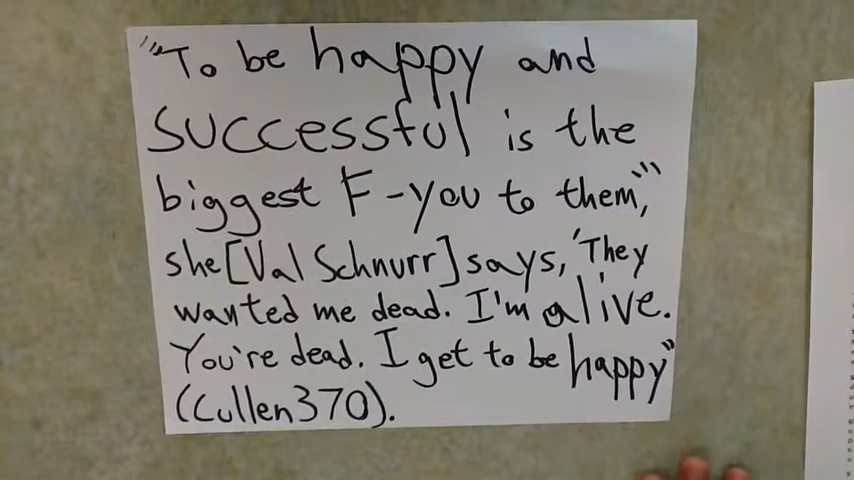 "'To be happy and
successful is the
biggest F-you to them,'"
she [Val Schnurr] says, 'They
wanted me dead. I'm alive.
You're dead. I get to be happy"
(Cullen 370).